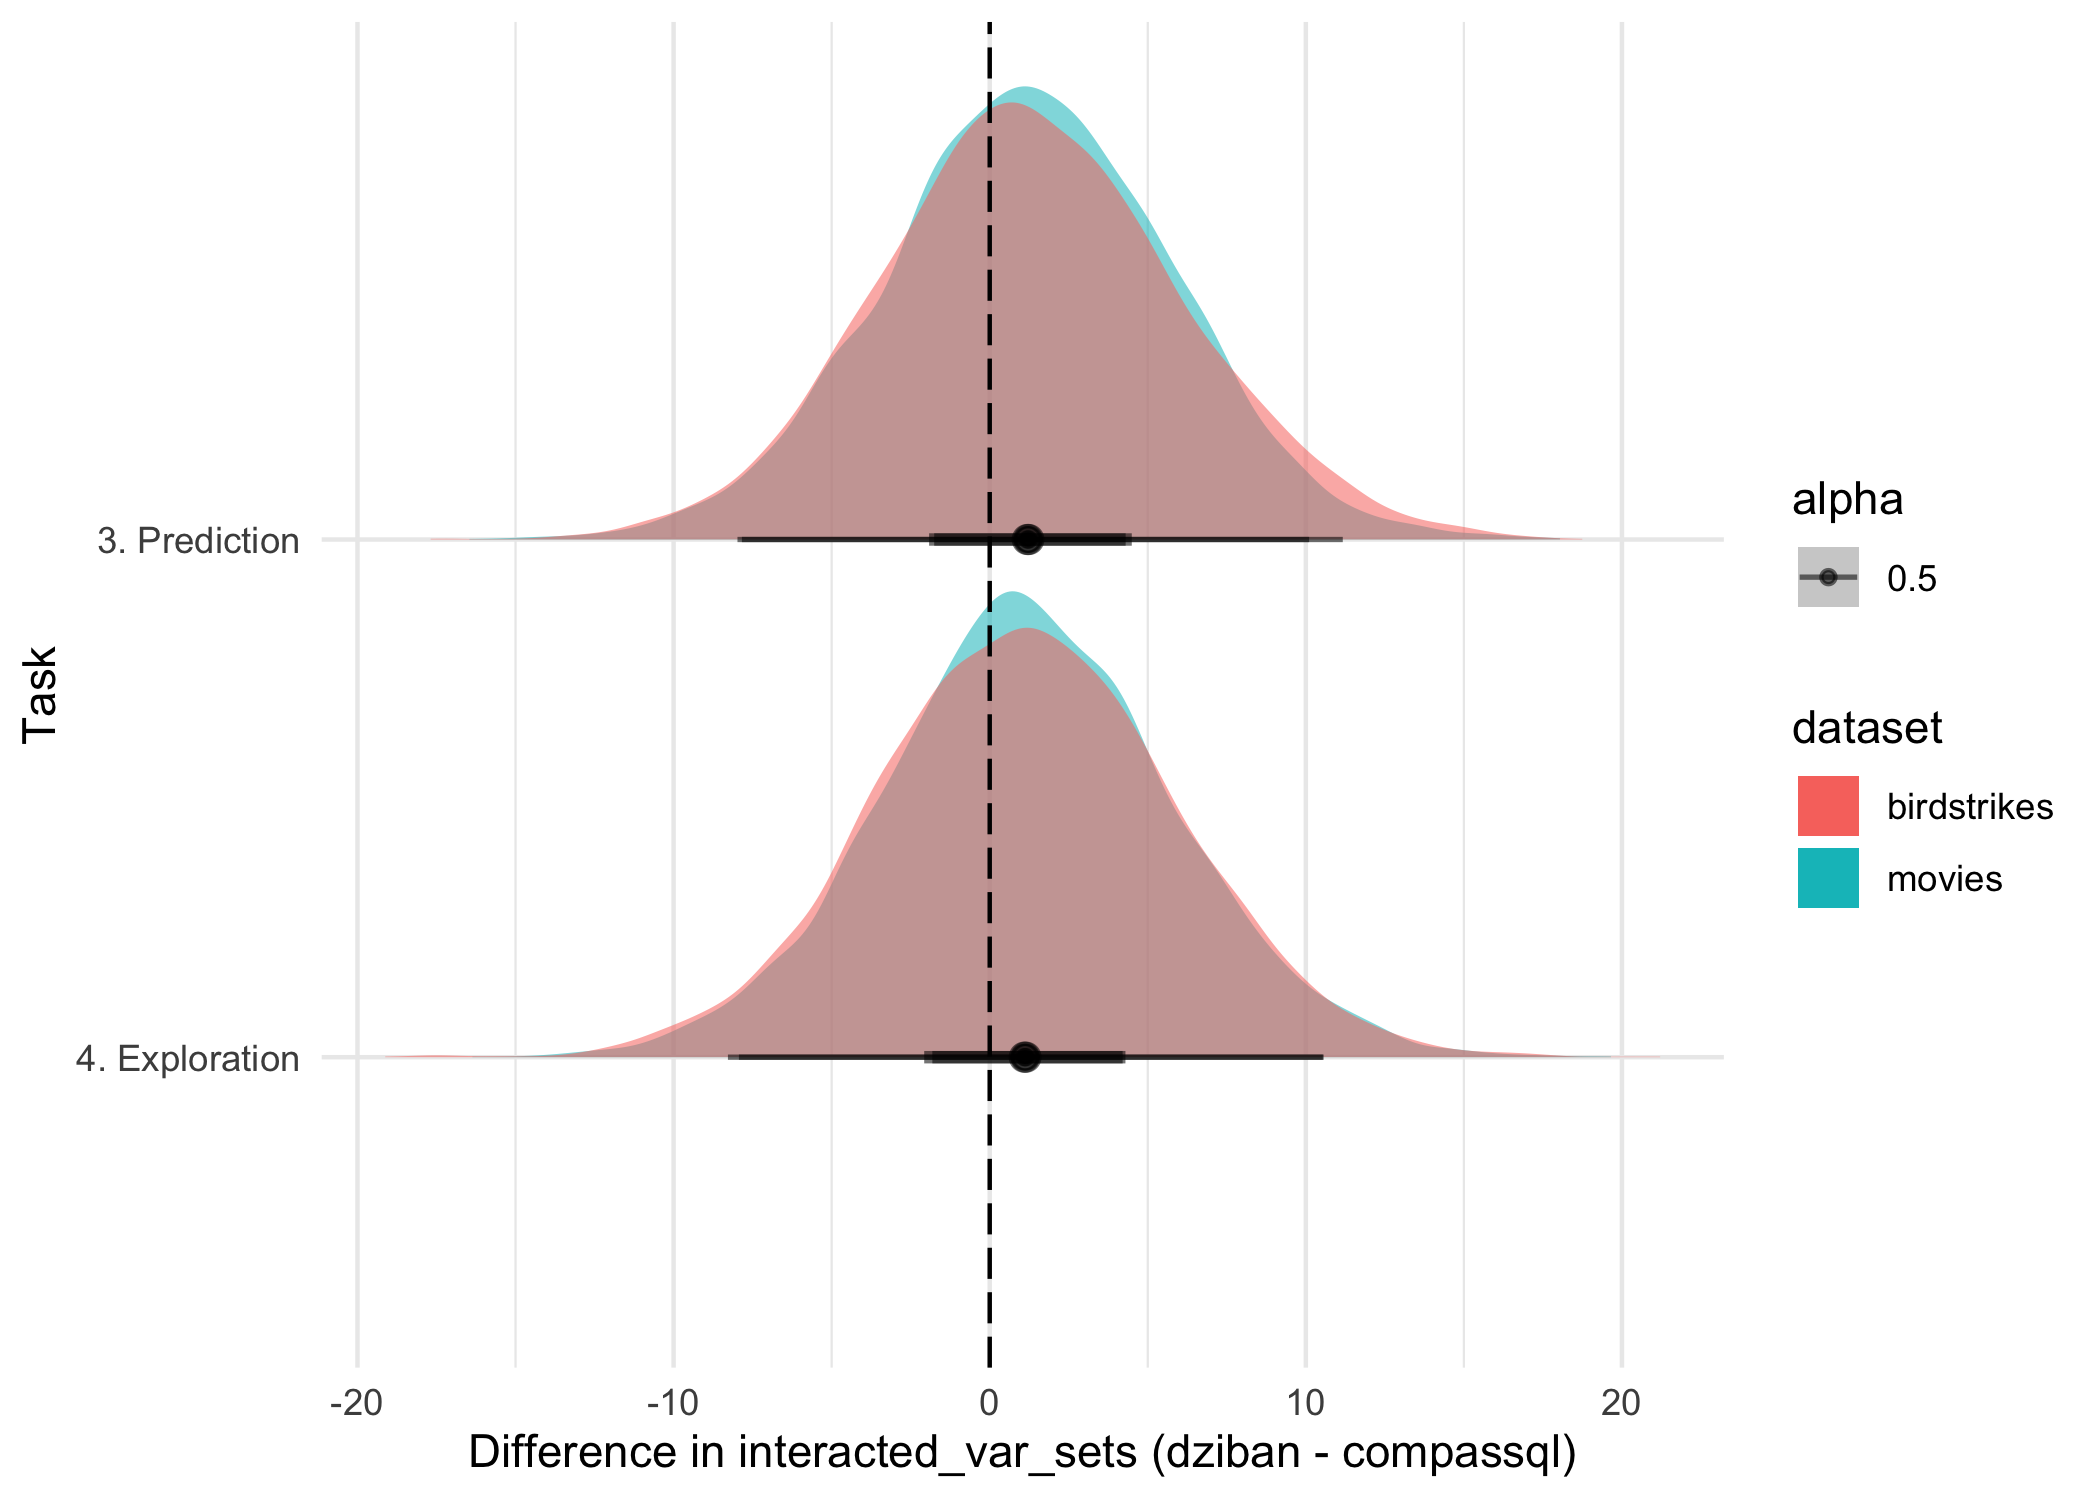 3. Prediction
4. Exploration
Task
-20
-10
0
10
20
Difference in interacted_var_sets (dziban - compassql)
alpha
0.5
dataset
birdstrikes
movies